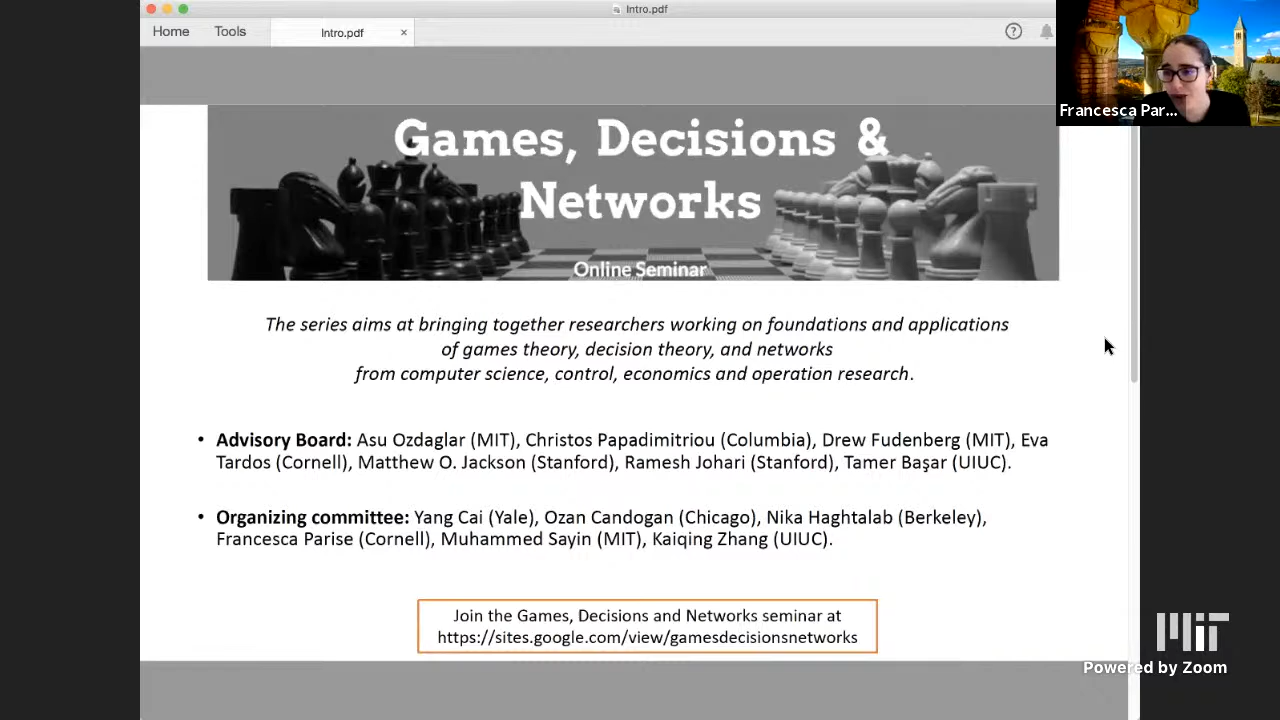 Intro.pdf
Home
Tools
Intro.pdf
×
?
Francesca Par...
Games, Decisions &
Networks
Online Seminar
The series aims at bringing together researchers working on foundations and applications
of games theory, decision theory, and networks
from computer science, control, economics and operation research.
• Advisory Board: Asu Ozdaglar (MIT), Christos Papadimitriou (Columbia), Drew Fudenberg (MIT), Eva
Tardos (Cornell), Matthew O. Jackson (Stanford), Ramesh Johari (Stanford), Tamer Başar (UIUC).
• Organizing committee: Yang Cai (Yale), Ozan Candogan (Chicago), Nika Haghtalab (Berkeley),
Francesca Parise (Cornell), Muhammed Sayin (MIT), Kaiqing Zhang (UIUC).
Join the Games, Decisions and Networks seminar at
https://sites.google.com/view/gamesdecisionsnetworks
MIT
Powered by Zoom